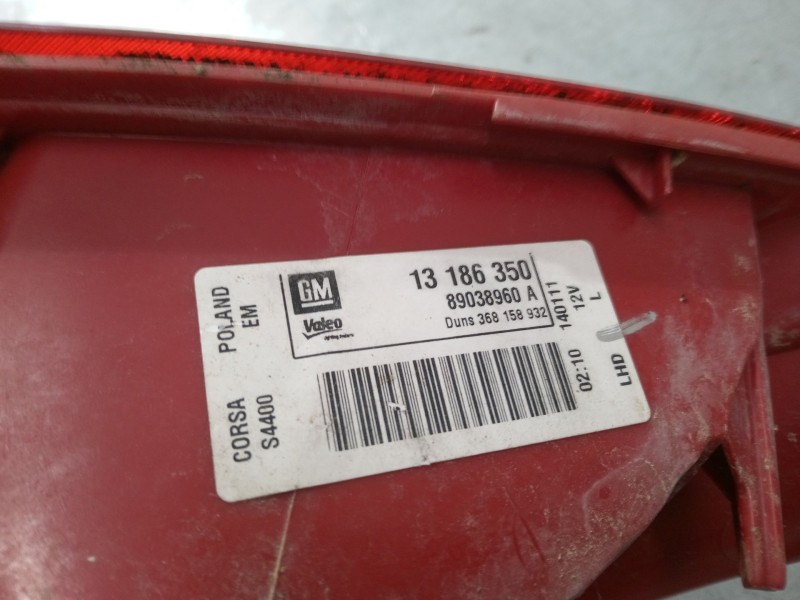 GM
Valeo
13 186 350
89038960 A
Duns 368 158 932
POLAND
EM
CORSA
S4400
140111
12V
L
02:10
LHD